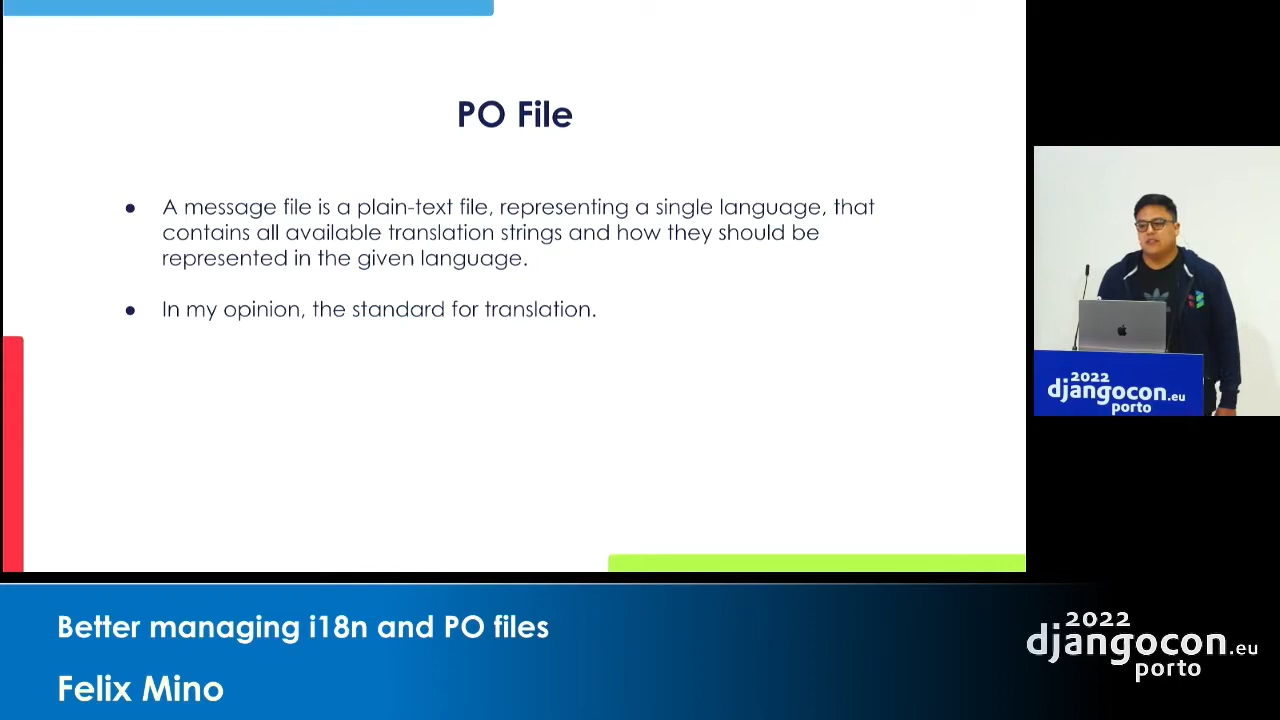 PO File
● A message file is a plain-text file, representing a single language, that
contains all available translation strings and how they should be
represented in the given language.
● In my opinion, the standard for translation.
2022
djangocon.eu
porto
Better managing i18n and PO files
Felix Mino
2022
djangocon.eu
porto